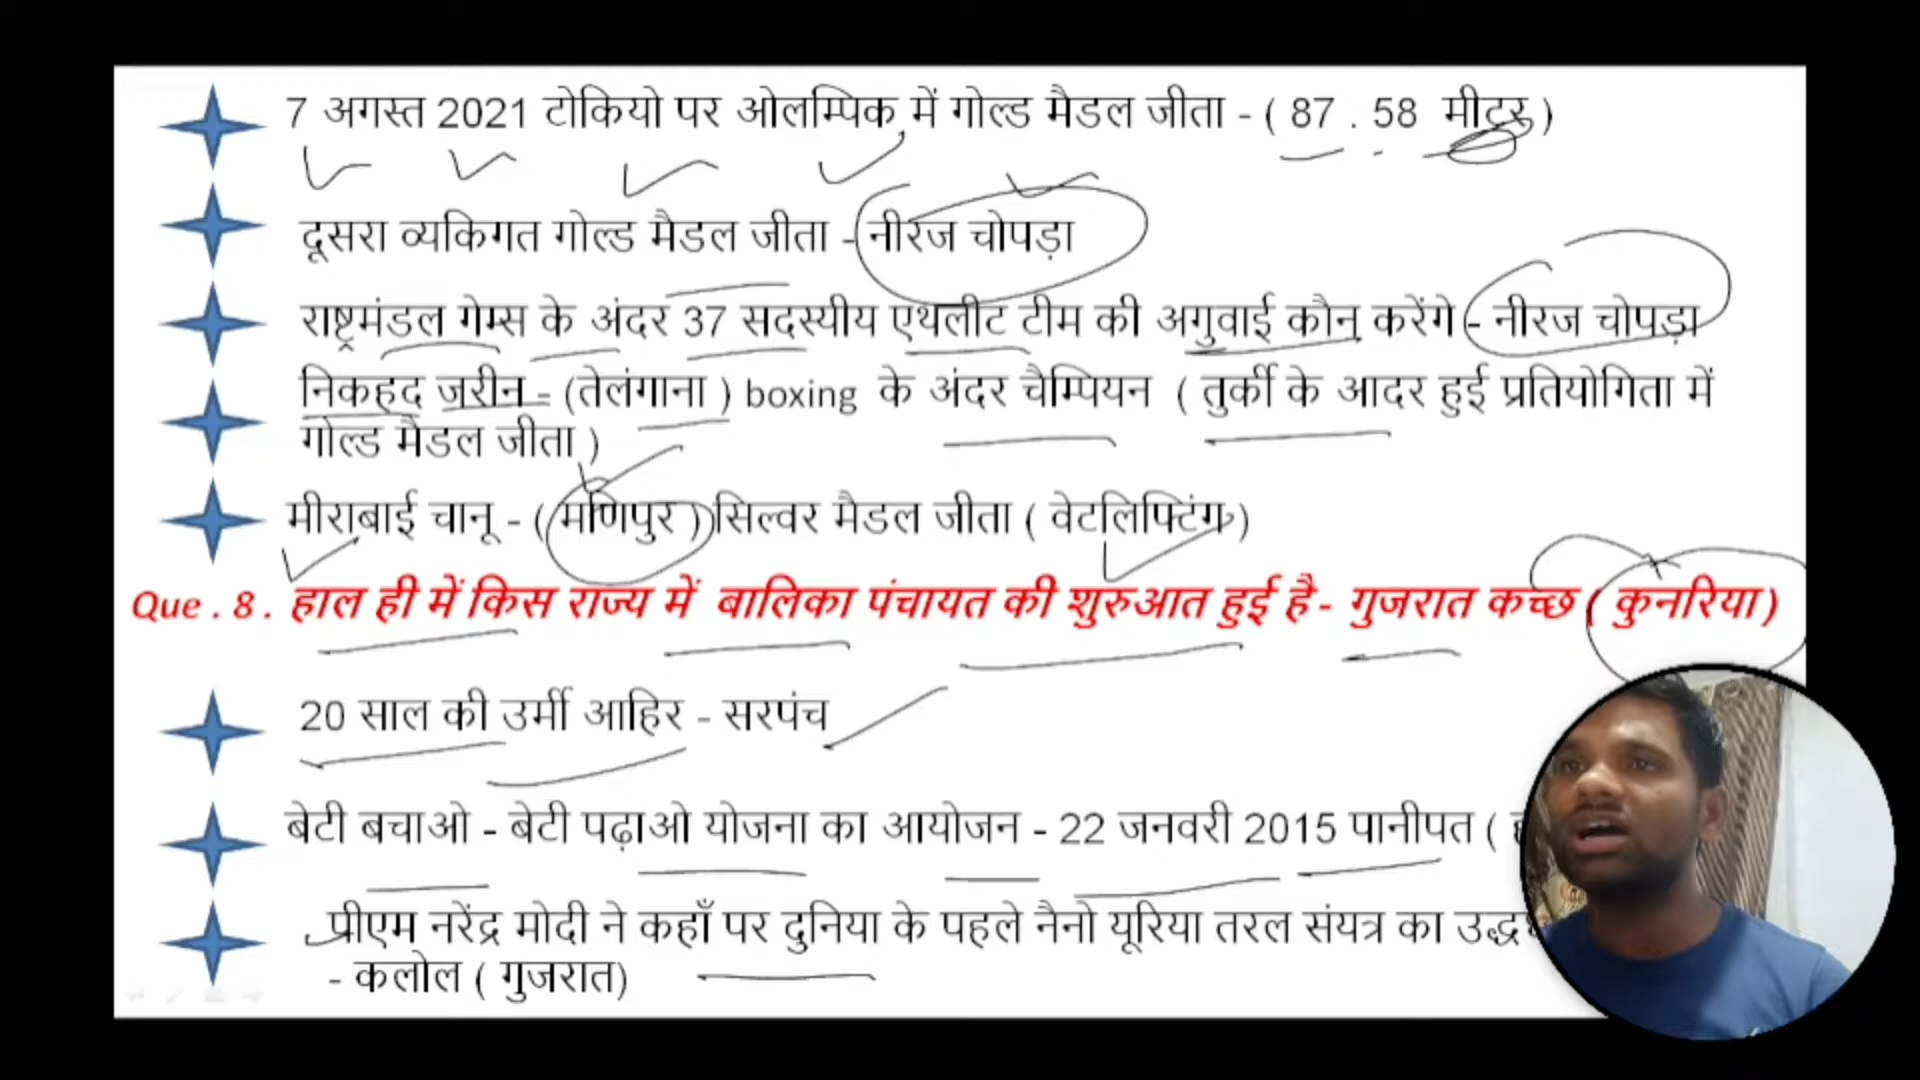 7 अगस्त 2021 टोकियो पर ओलम्पिक में गोल्ड मैडल जीता - ( 87 . 58 मीटर )
दूसरा व्यकिगत गोल्ड मैडल जीता - नीरज चोपड़ा
राष्ट्रमंडल गेम्स के अंदर 37 सदस्यीय एथलीट टीम की अगुवाई कौन करेंगे - नीरज चोपड़ा
निकहद ज़रीन - (तेलंगाना ) boxing के अंदर चैम्पियन ( तुर्की के आदर हुई प्रतियोगिता में
गोल्ड मैडल जीता )
मीराबाई चानू - ( मणिपुर ) सिल्वर मैडल जीता ( वेटलिफ्टिंग )
Que . 8 . हाल ही में किस राज्य में बालिका पंचायत की शुरुआत हुई है - गुजरात कच्छ ( कुनरिया )
20 साल की उर्मी आहिर - सरपंच
बेटी बचाओ - बेटी पढ़ाओ योजना का आयोजन - 22 जनवरी 2015 पानीपत (
प्रीएम नरेंद्र मोदी ने कहाँ पर दुनिया के पहले नैनो यूरिया तरल संयत्र का
- कलोल ( गुजरात)